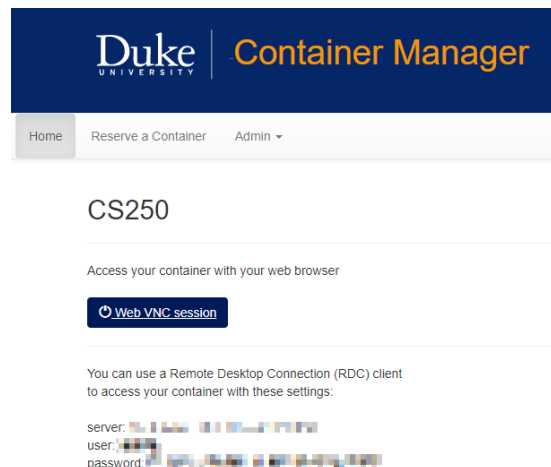 Duke
UNIVERSITY
Container Manager
Home Reserve a Container Admin
CS250
Access your container with your web browser
Web VNC session
You can use a Remote Desktop Connection (RDC) client
to access your container with these settings:
server:
user:
password: